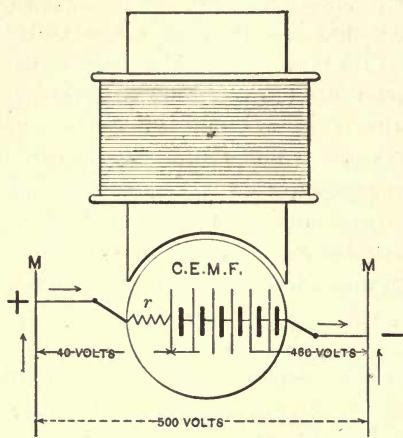 C.E.M.F.
M M
+ r −
40 VOLTS 460 VOLTS
500 VOLTS